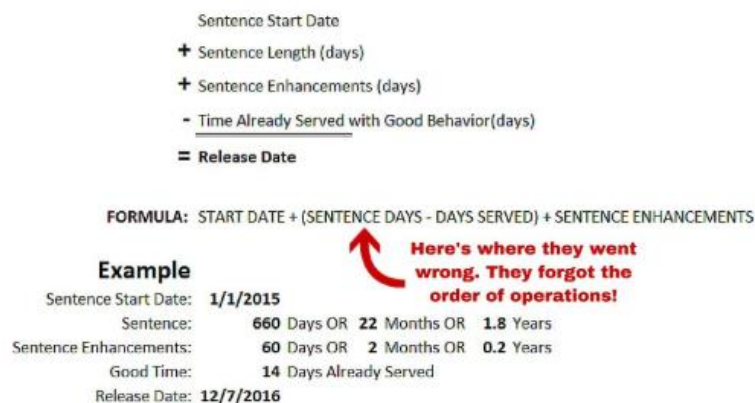 Sentence Start Date
+ Sentence Length (days)
+ Sentence Enhancements (days)
- Time Already Served with Good Behavior(days)
= Release Date
FORMULA: START DATE + (SENTENCE DAYS - DAYS SERVED) + SENTENCE ENHANCEMENTS
Here's where they went
wrong. They forgot the
order of operations!
Example
Sentence Start Date: 1/1/2015
Sentence: 660 Days OR 22 Months OR 1.8 Years
Sentence Enhancements: 60 Days OR 2 Months OR 0.2 Years
Good Time: 14 Days Already Served
Release Date: 12/7/2016